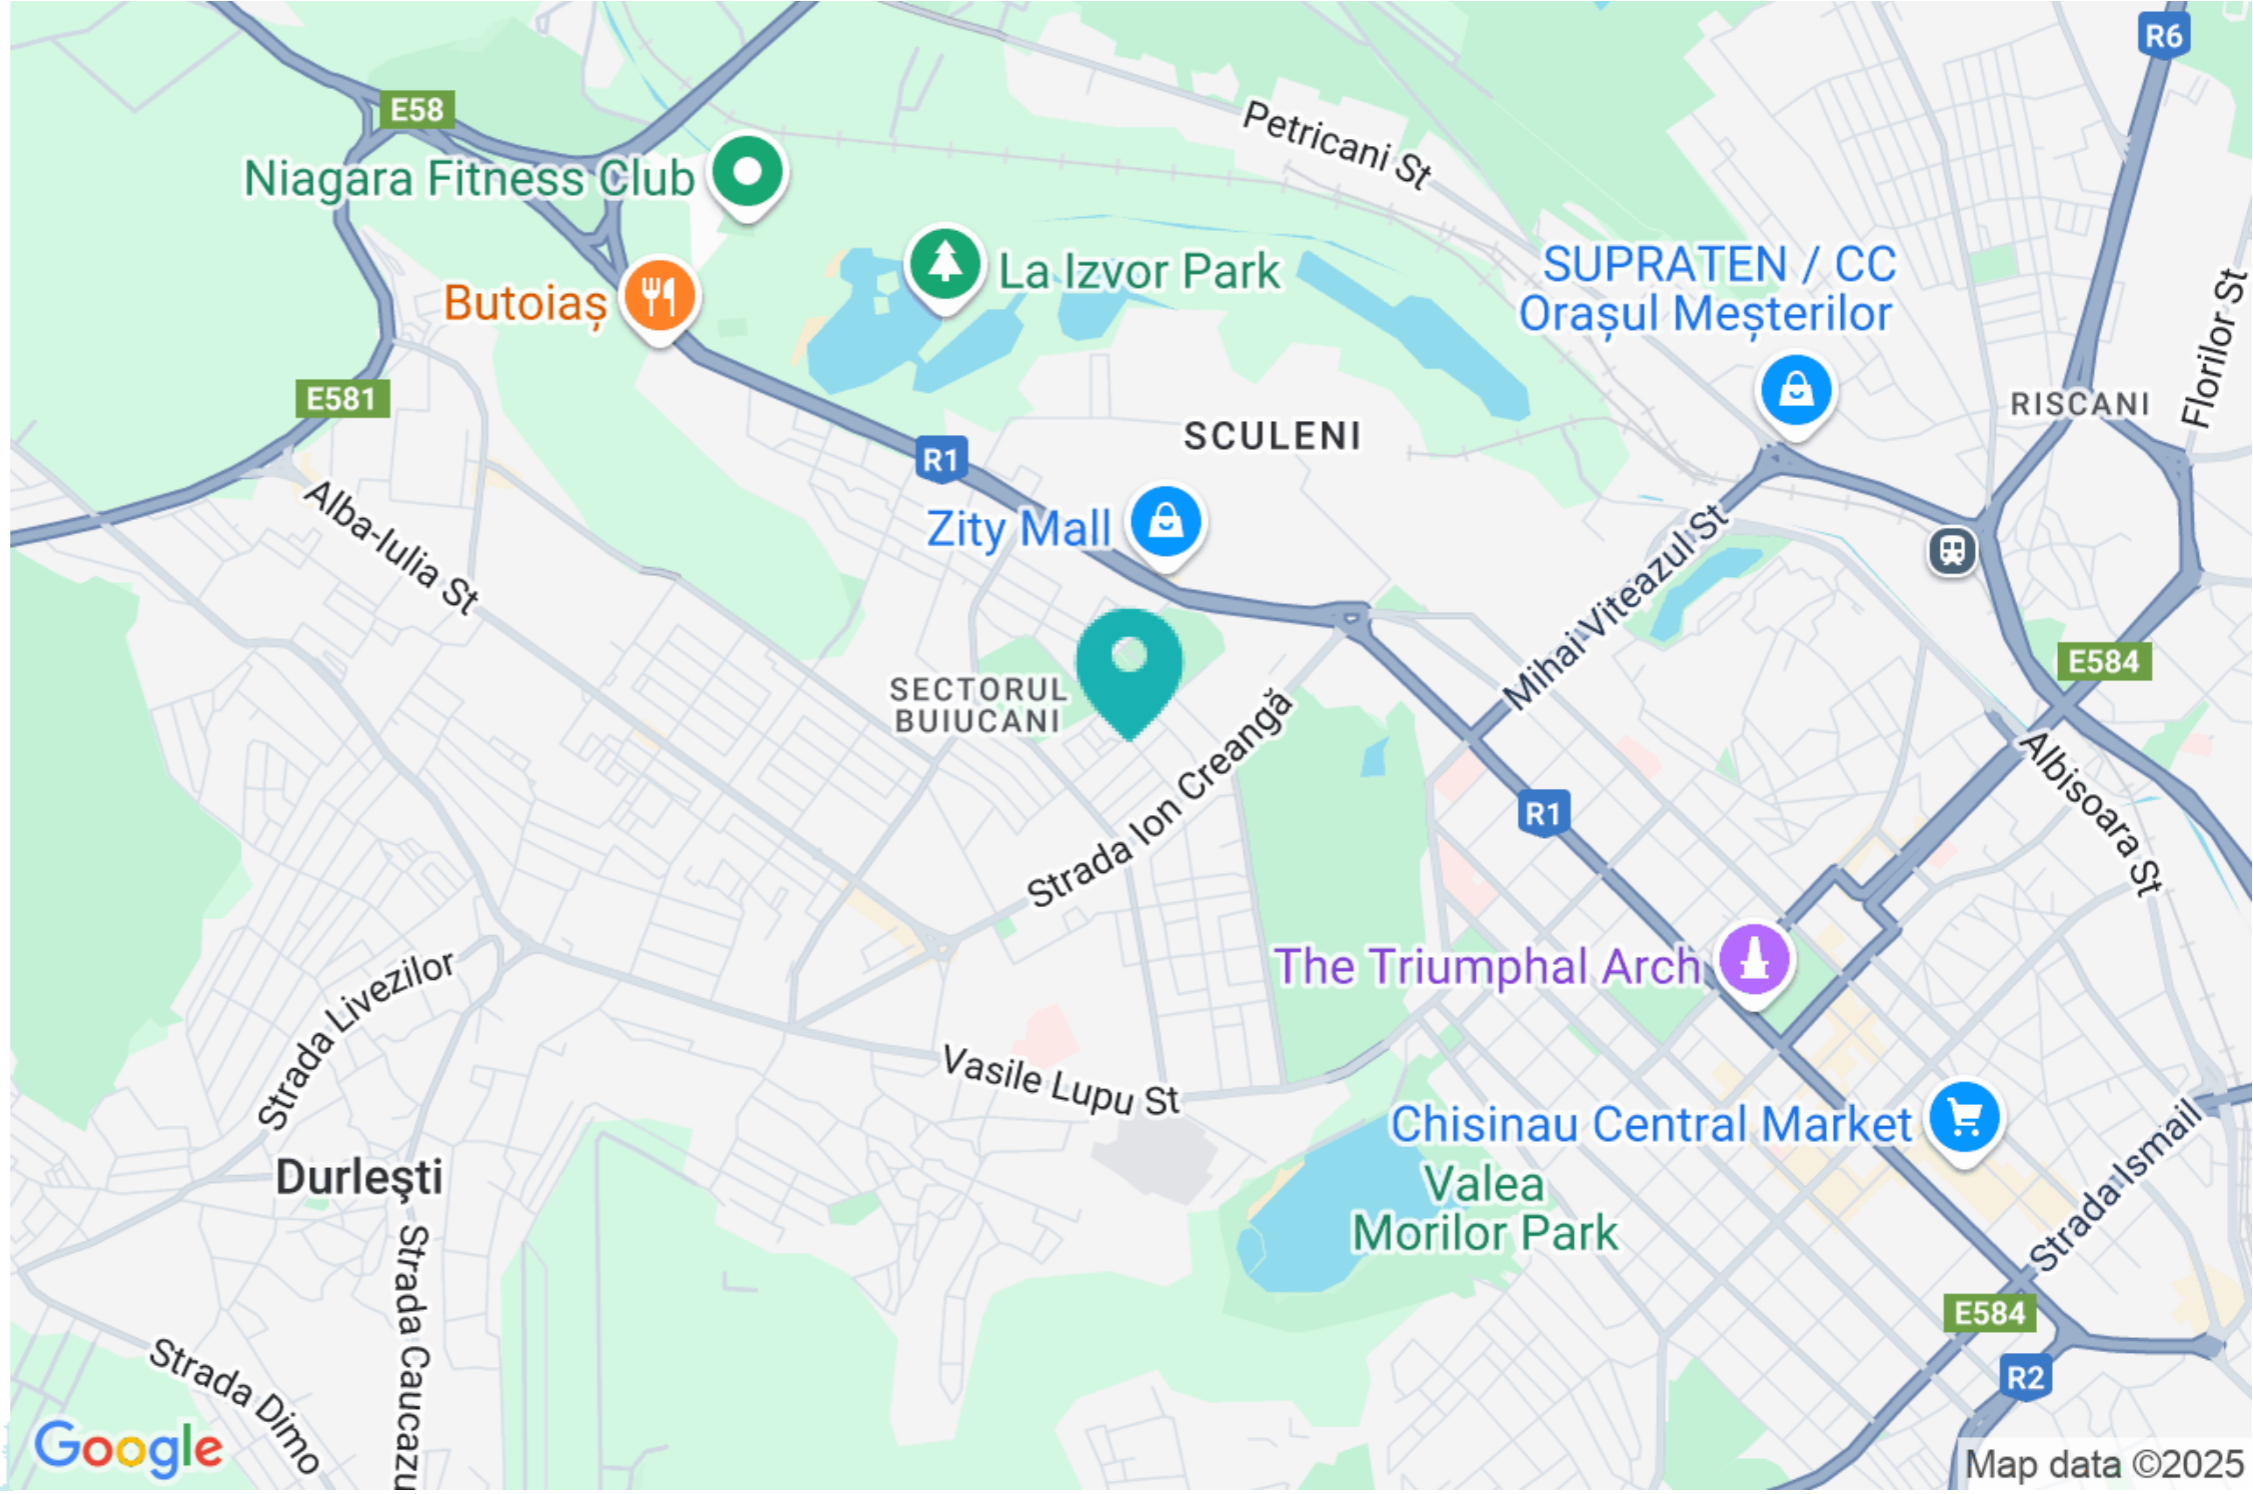 R6
E58
Petricani St
Niagara Fitness Club
La Izvor Park
SUPRATEN / CC
Orașul Meșterilor
Butoiaș
Florilor St
E581
RISCANI
SCULENI
R1
Alba-Iulia St
Zity Mall
Mihai Viteazul St
E584
SECTORUL
BUIUCANI
Strada Ion Creangă
Albisoara St
R1
The Triumphal Arch
Strada Livezilor
Vasile Lupu St
Chisinau Central Market
Durlești
Valea
Morilor Park
Strada Ismail
Strada Caucazu
E584
Strada Dimo
R2
Google
Map data ©2025